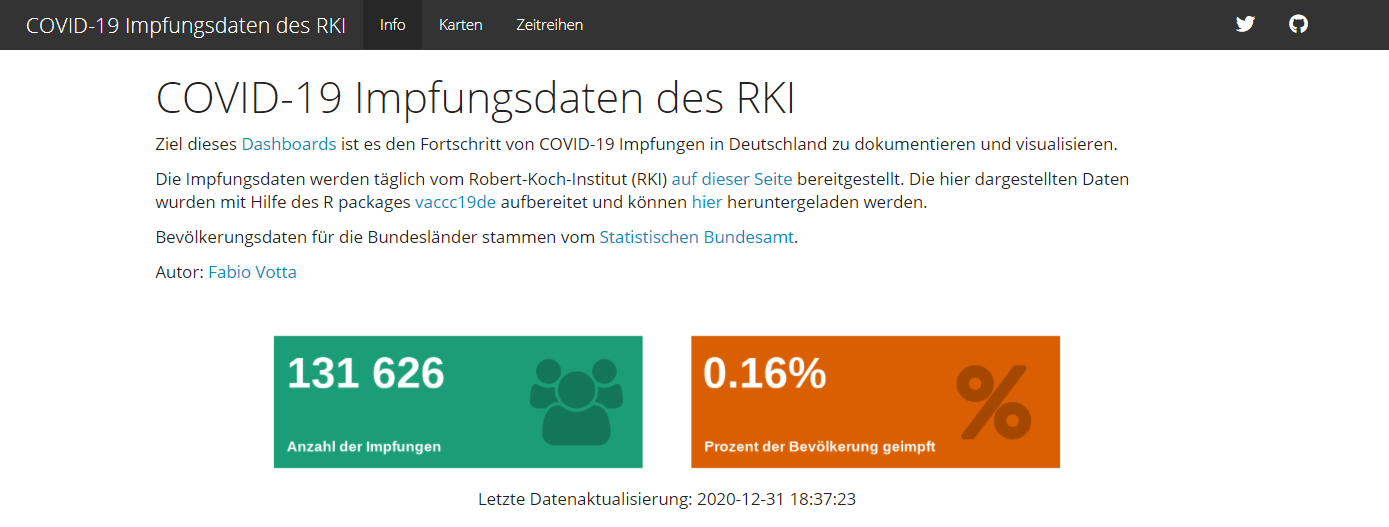 COVID-19 Impfungsdaten des RKI Info Karten Zeitreihen
COVID-19 Impfungsdaten des RKI
Ziel dieses Dashboards ist es den Fortschritt von COVID-19 Impfungen in Deutschland zu dokumentieren und visualisieren.
Die Impfungsdaten werden täglich vom Robert-Koch-Institut (RKI) auf dieser Seite bereitgestellt. Die hier dargestellten Daten
wurden mit Hilfe des R packages vaccc19de aufbereitet und können hier heruntergeladen werden.
Bevölkerungsdaten für die Bundesländer stammen vom Statistischen Bundesamt.
Autor: Fabio Votta
131 626
Anzahl der Impfungen
0.16%
%
Prozent der Bevölkerung geimpft
Letzte Datenaktualisierung: 2020-12-31 18:37:23